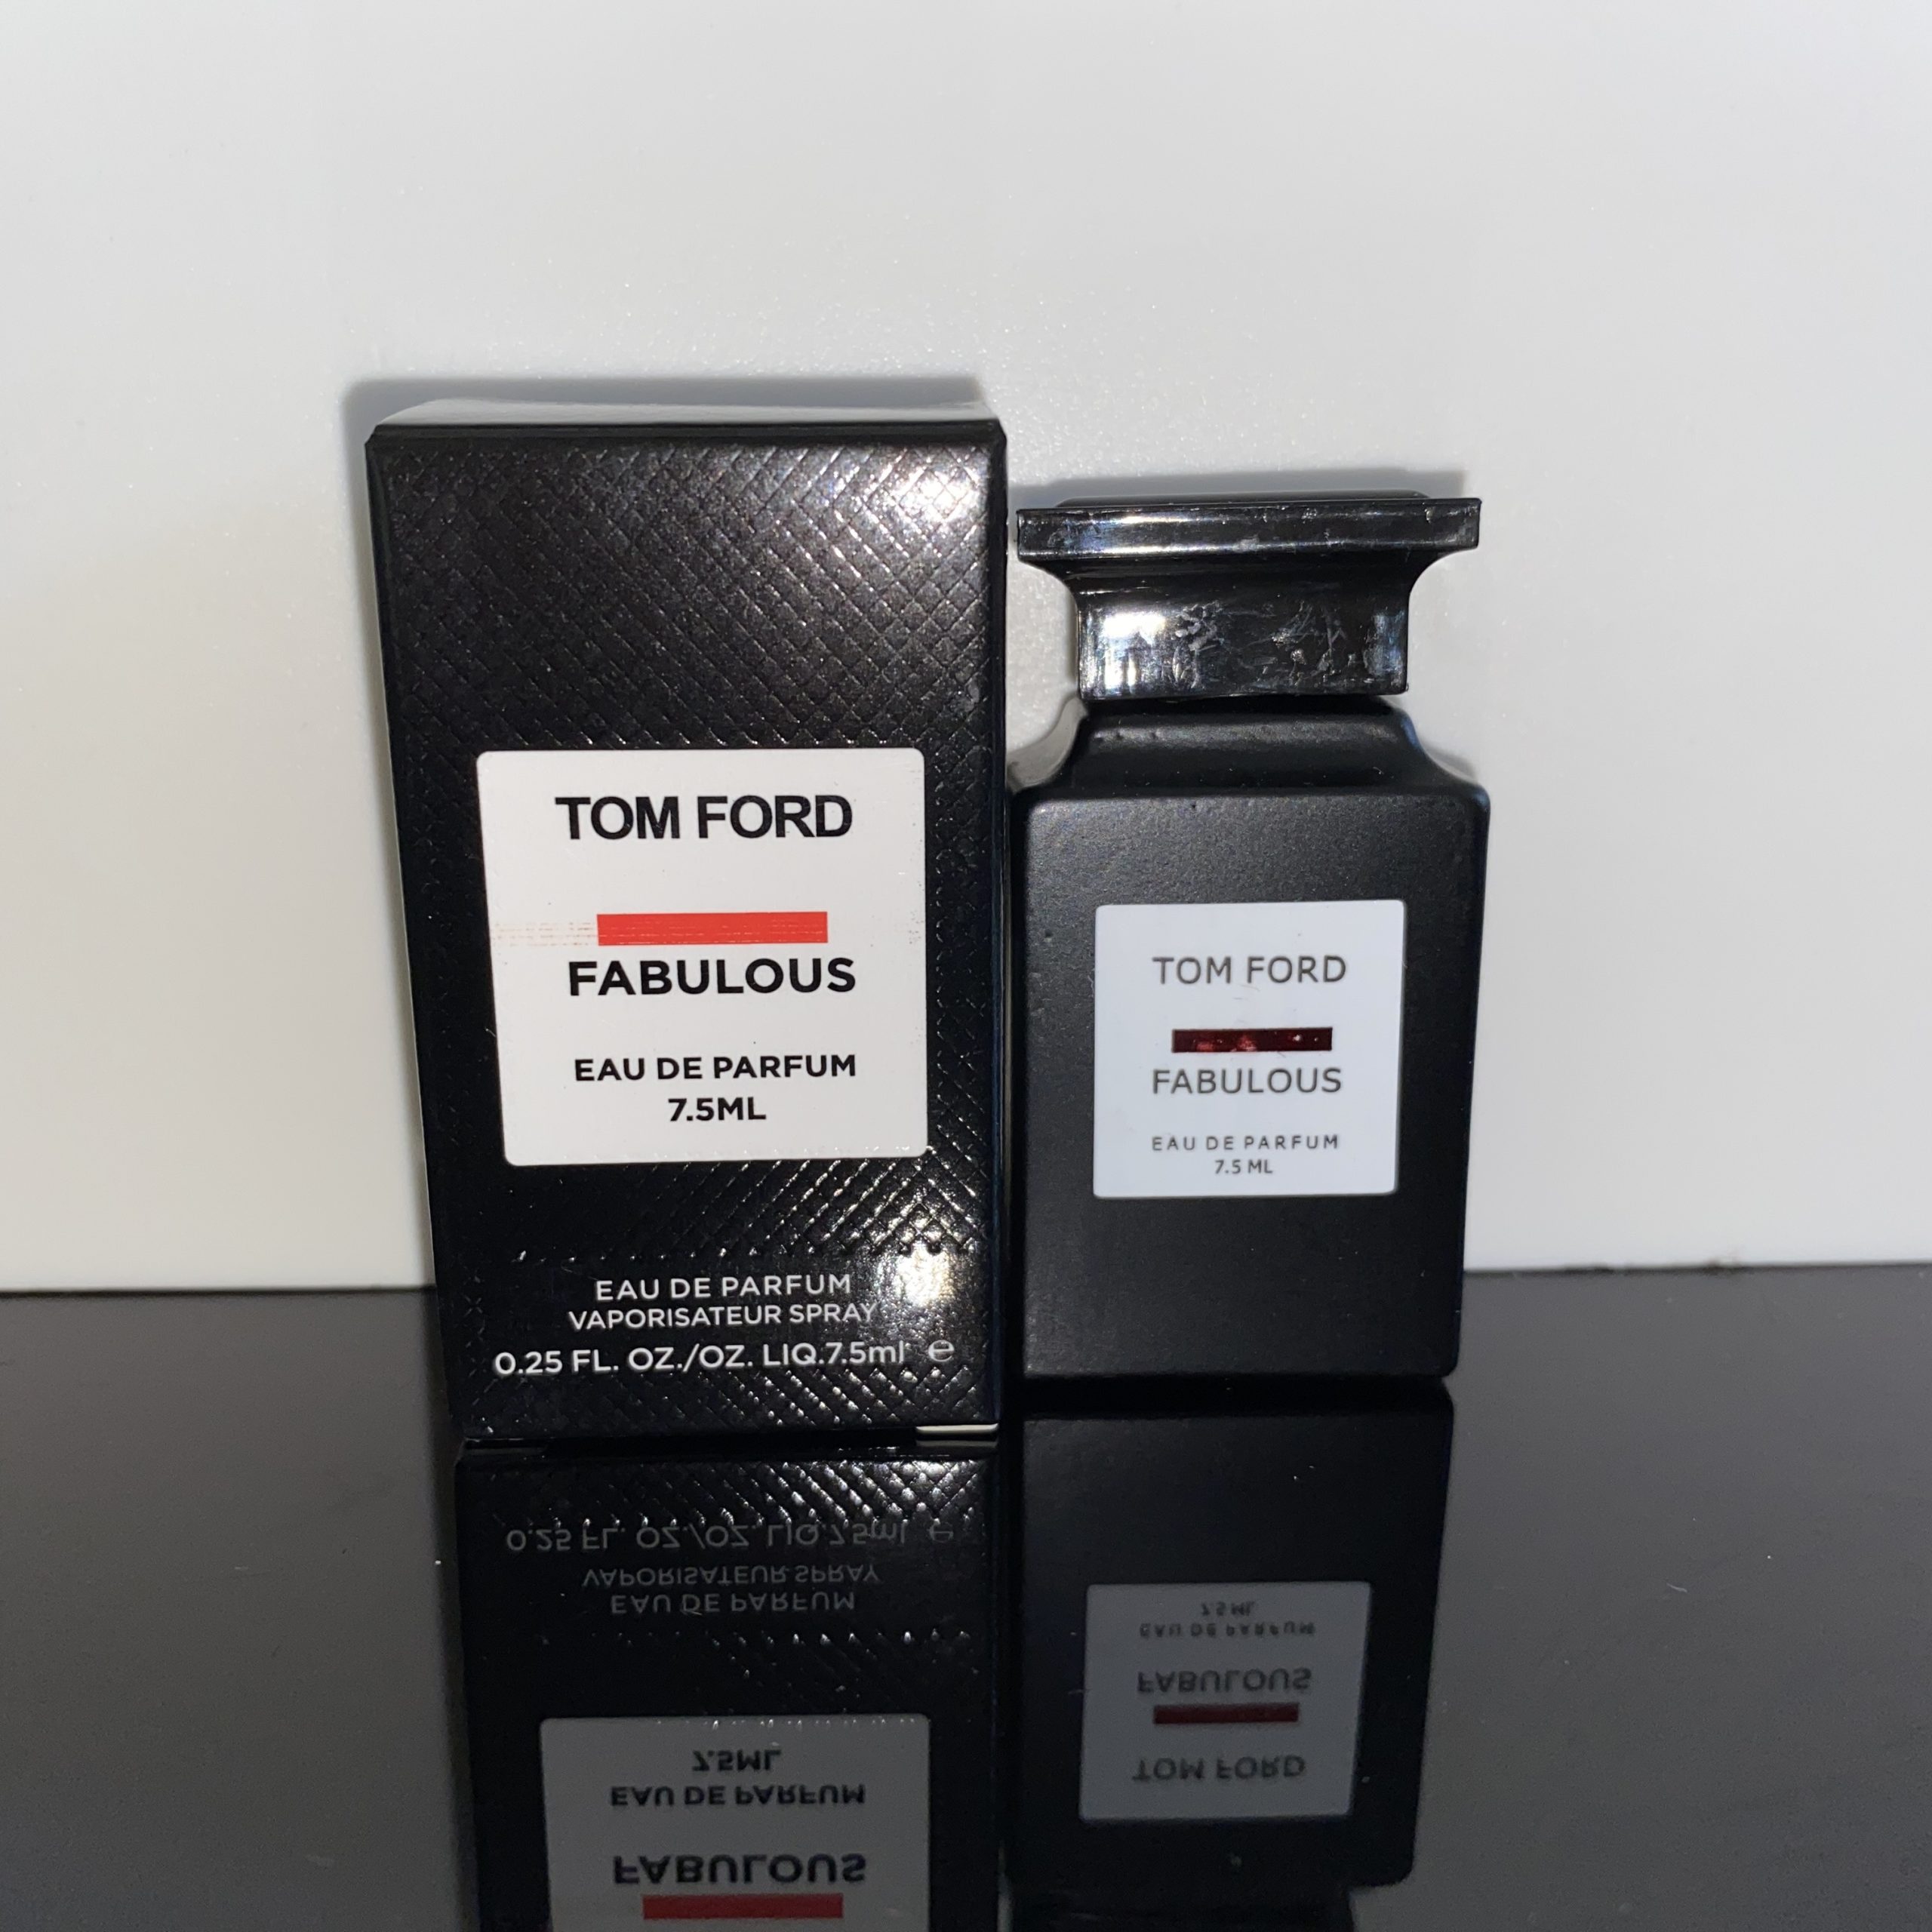 TOM FORD
FABULOUS
EAU DE PARFUM
7.5ML
EAU DE PARFUM
VAPORISATEUR SPRAY
0.25 FL. OZ./OZ. LIQ.7.5ml e
TOM FORD
FABULOUS
EAU DE PARFUM
7.5 ML